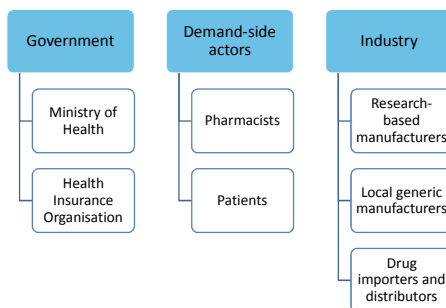 Government
Ministry of
Health
Health
Insurance
Organisation
Demand-side
actors
Pharmacists
Patients
Industry
Research-
based
manufacturers
Local generic
manufacturers
Drug
importers and
distributors